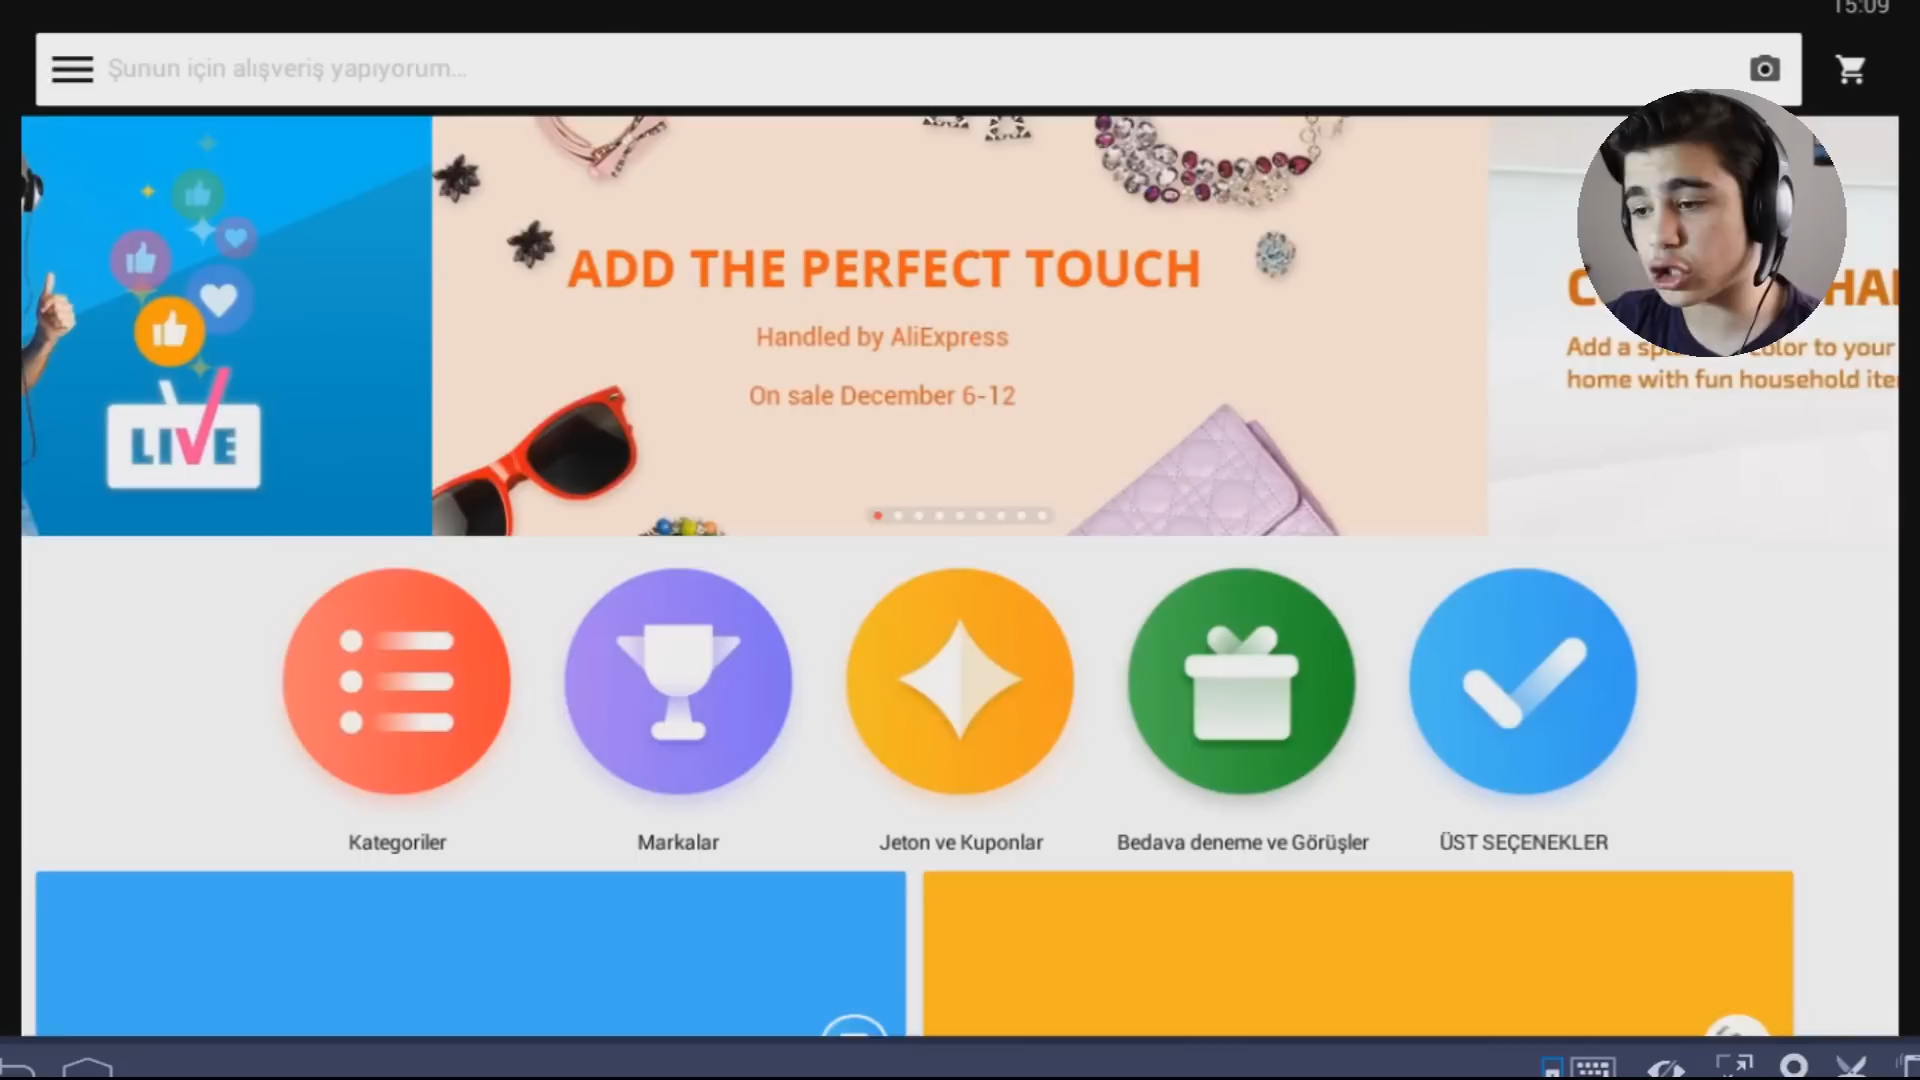 15:09
Şunun için alışveriş yapıyorum...
ADD THE PERFECT TOUCH
Handled by AliExpress
On sale December 6-12
LIVE
Add a color to your
home with fun household
Kategoriler
Markalar
Jeton ve Kuponlar
Bedava deneme ve Görüşler
ÜST SEÇENEKLER